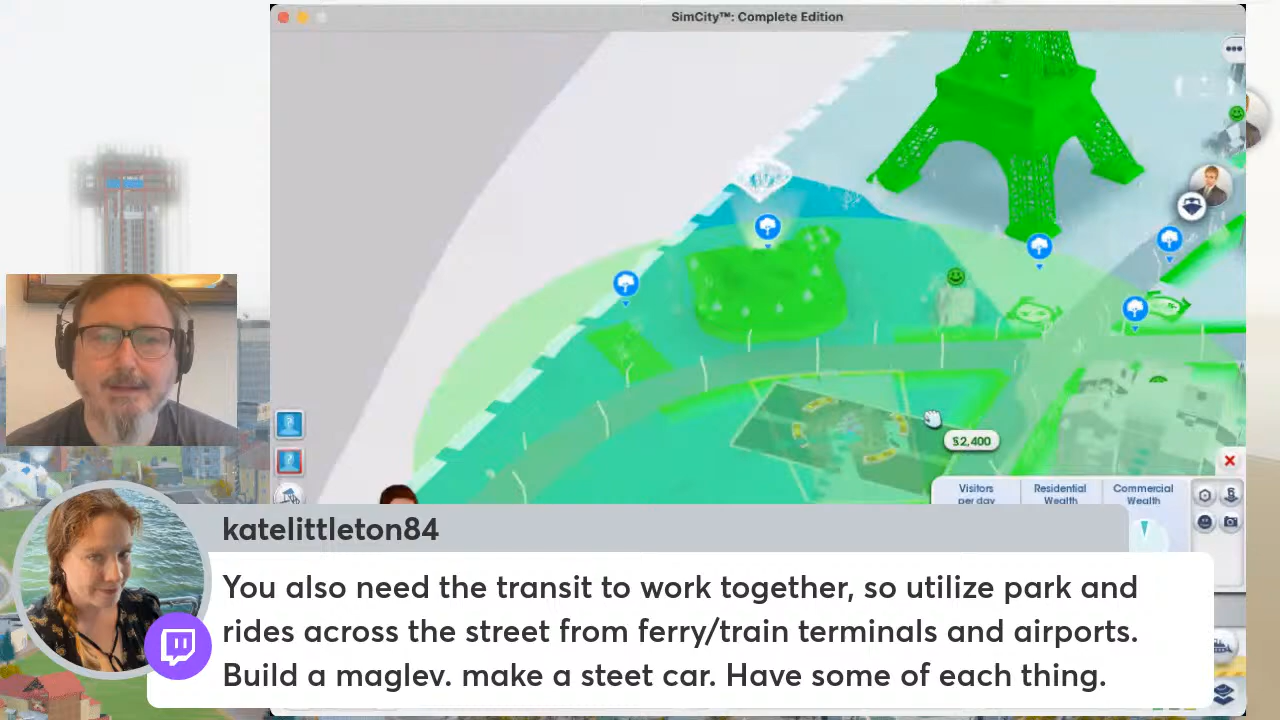 SimCity™: Complete Edition
52,400
Visitors per day
Residential Wealth
Commercial Wealth
katelittleton84
You also need the transit to work together, so utilize park and
rides across the street from ferry/train terminals and airports.
Build a maglev. make a steet car. Have some of each thing.